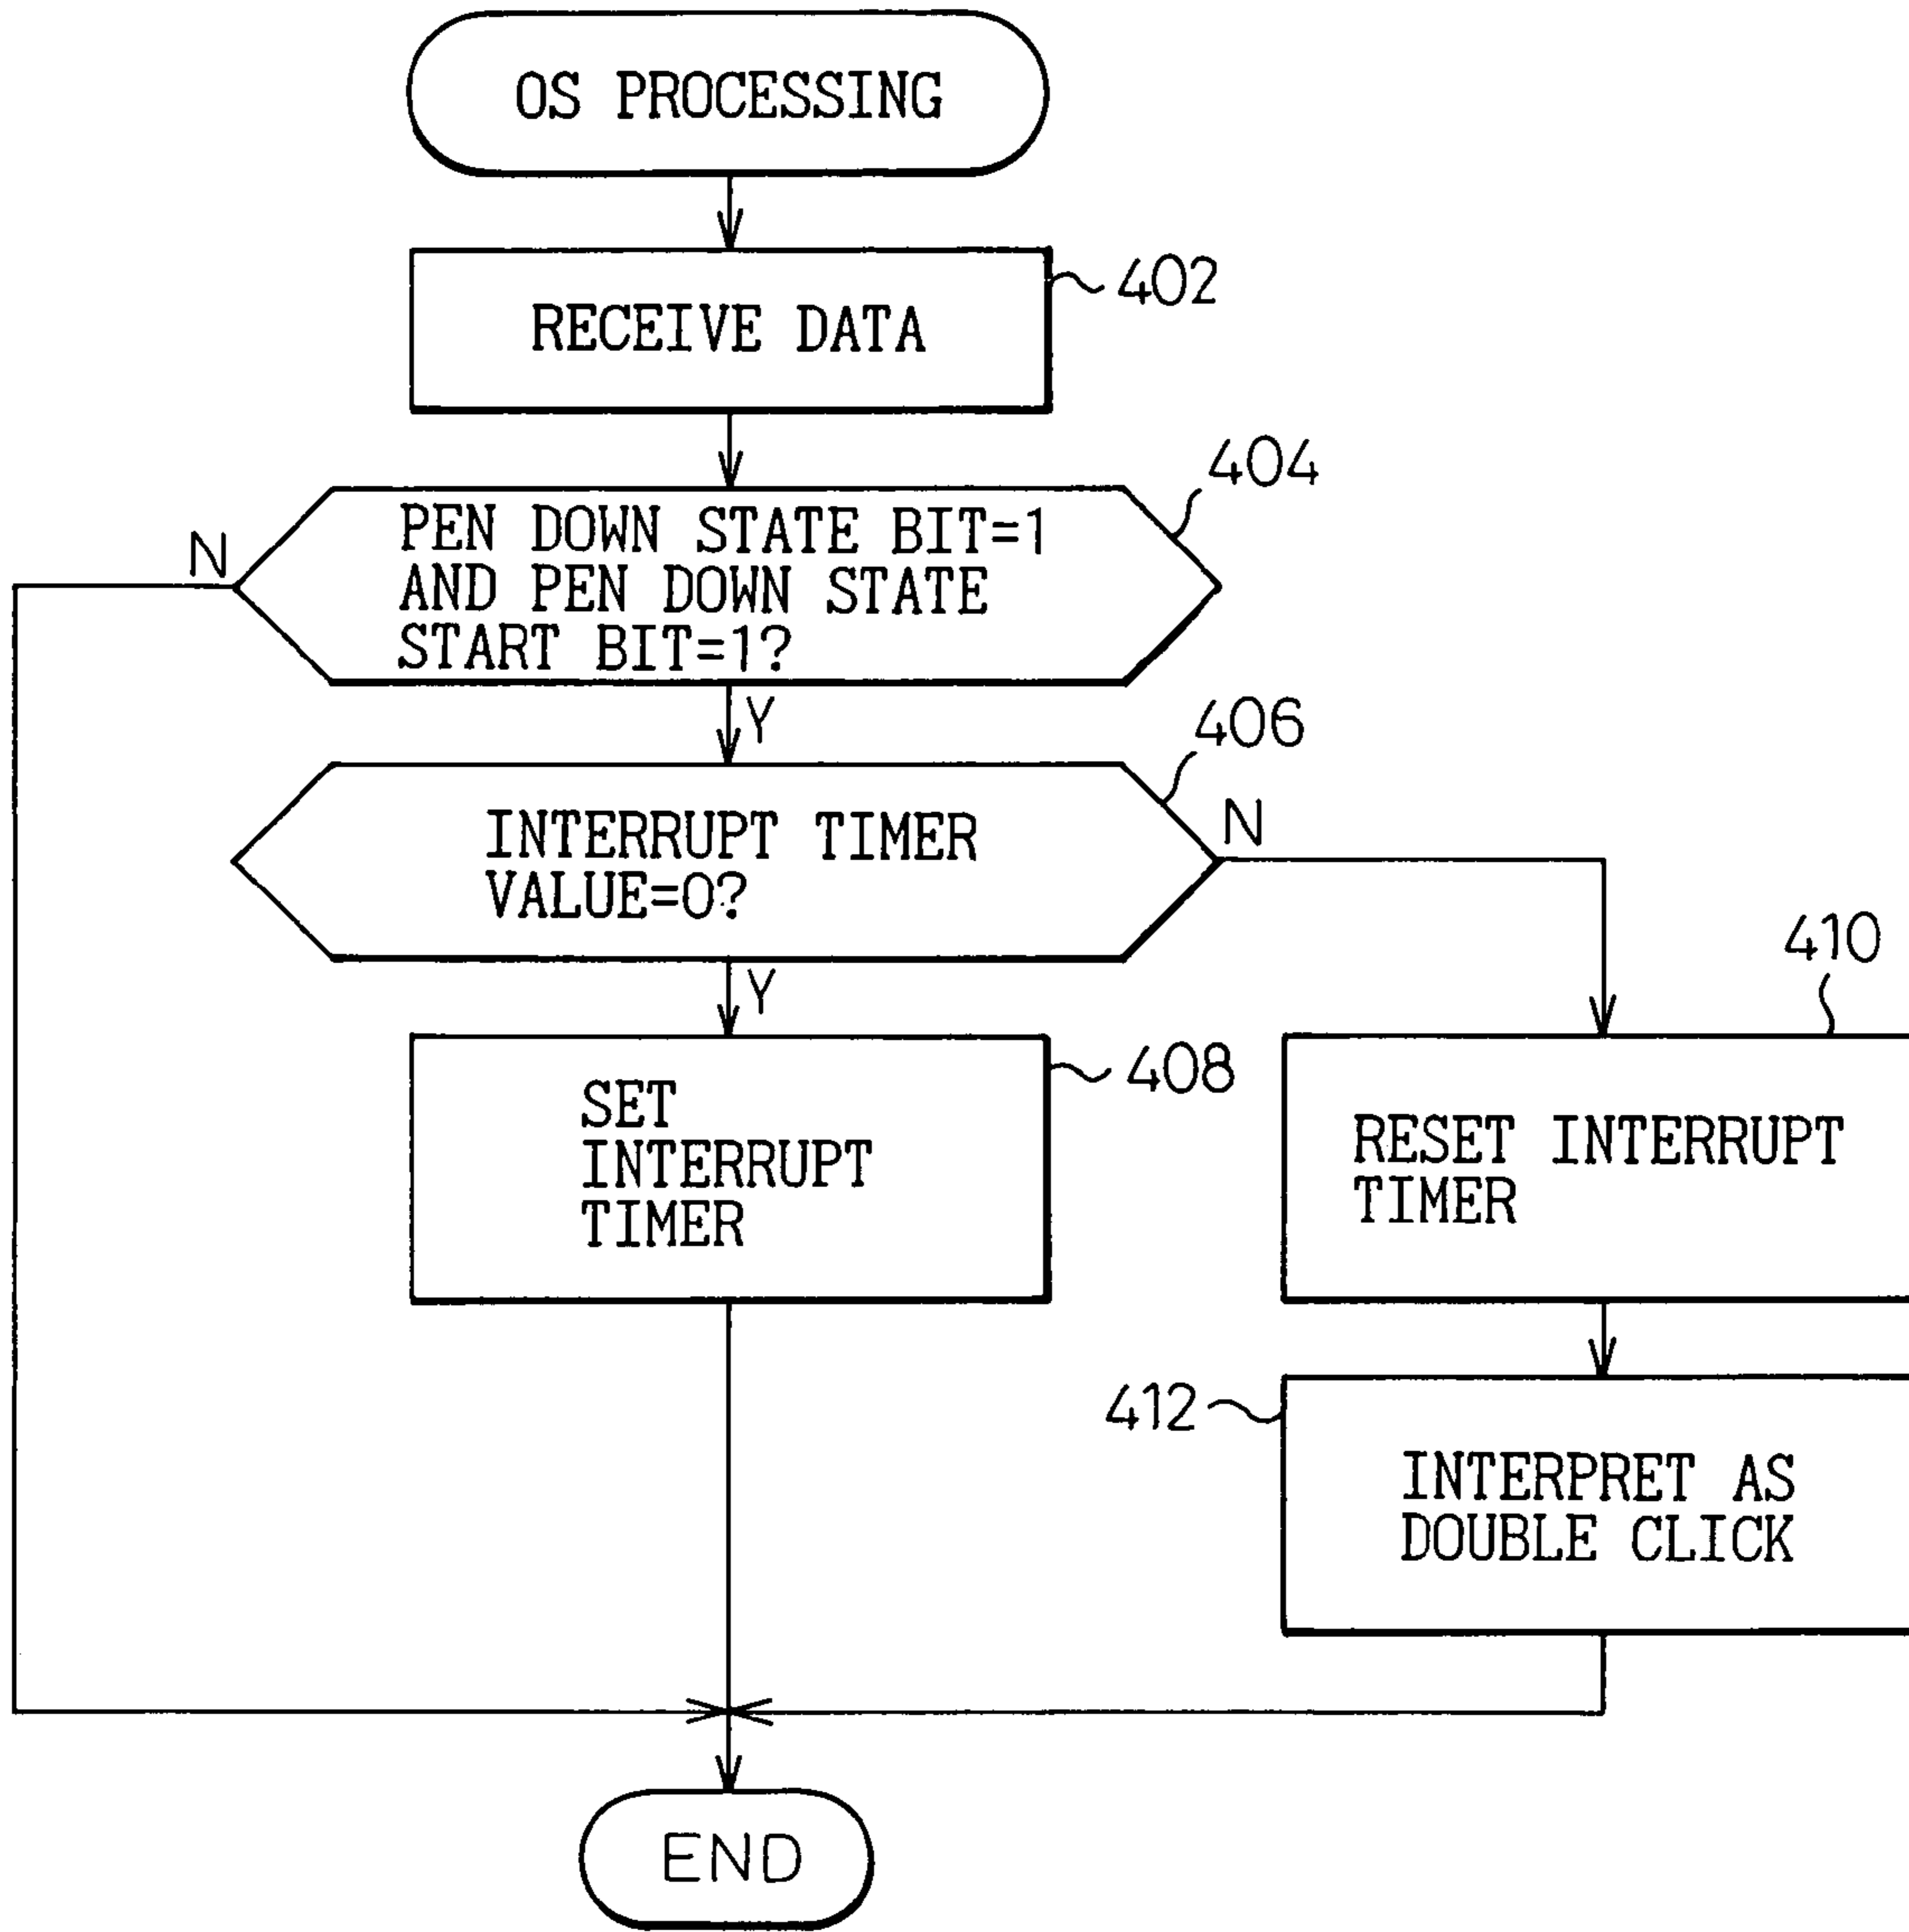 OS PROCESSING
RECEIVE DATA
402
404
N
PEN DOWN STATE BIT=1
AND PEN DOWN STATE
START BIT=1?
Y
406
INTERRUPT TIMER
VALUE=0?
N
Y
408
SET
INTERRUPT
TIMER
410
RESET INTERRUPT
TIMER
412
INTERPRET AS
DOUBLE CLICK
END